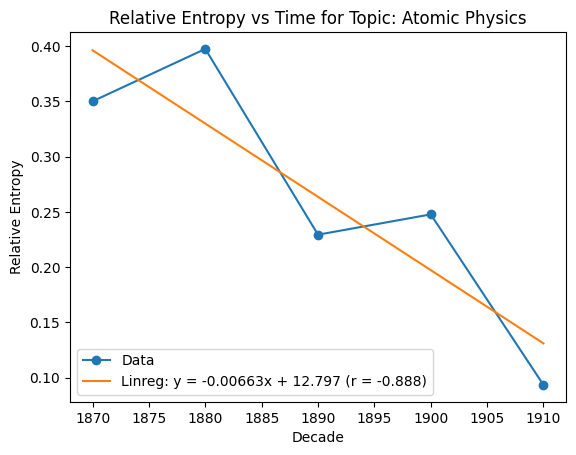 Relative Entropy vs Time for Topic: Atomic Physics
Relative Entropy
0.40
0.35
0.30
0.25
0.20
0.15
0.10
Data
Linreg: y = -0.00663x + 12.797 (r = -0.888)
1870 1875 1880 1885 1890 1895 1900 1905 1910
Decade